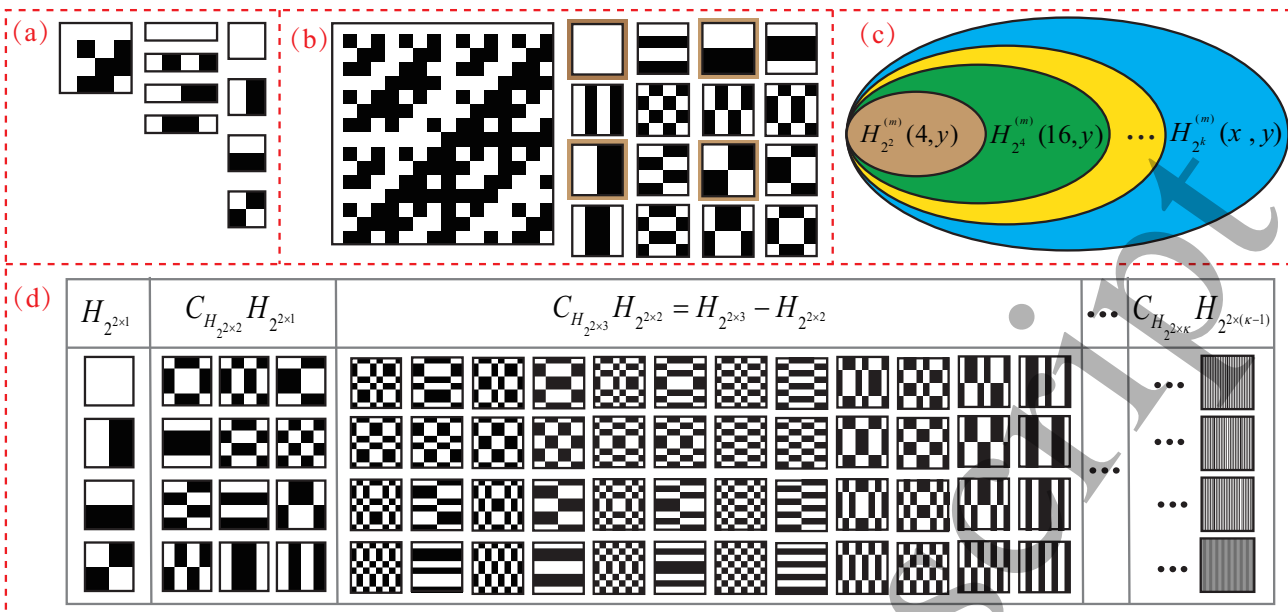 (a)
(b)
(c)
H_{2^2}^{(m)}(4,y) H_{2^4}^{(m)}(16,y) ••• H_{2^k}^{(m)}(x,y)
(d)
H_{2^{2×1}} C_{H_{2^{2×2}}} H_{2^{2×1}} C_{H_{2^{2×3}}} H_{2^{2×2}} = H_{2^{2×3}} − H_{2^{2×2}} ••• C_{H_{2^{2×κ}}} H_{2^{2×(κ−1)}}
•••
•••
•••
•••
•••
script